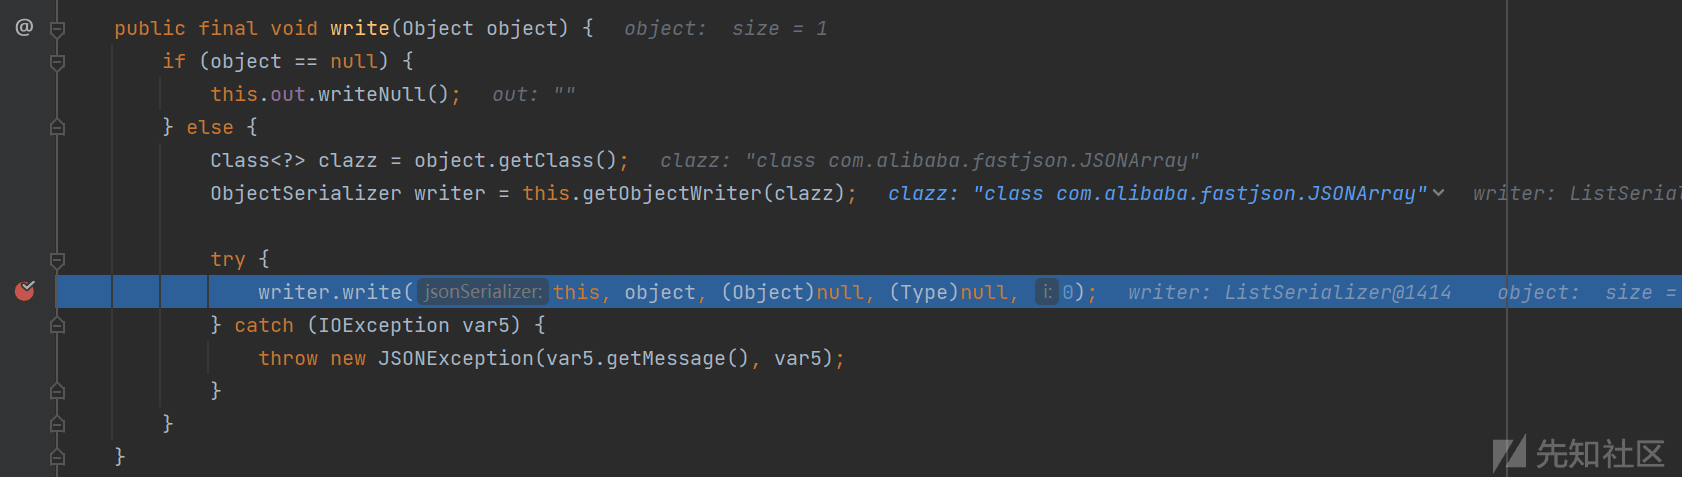 @ public final void write(Object object) { object: size = 1
if (object == null) {
this.out.writeNull(); out: ""
} else {
Class<?> clazz = object.getClass(); clazz: "class com.alibaba.fastjson.JSONArray"
ObjectSerializer writer = this.getObjectWriter(clazz); clazz: "class com.alibaba.fastjson.JSONArray" writer: ListSerial
try {
writer.write( jsonSerializer: this, object, (Object)null, (Type)null, i: 0); writer: ListSerializer@1414 object: size =
} catch (IOException var5) {
throw new JSONException(var5.getMessage(), var5);
}
}
}
先知社区